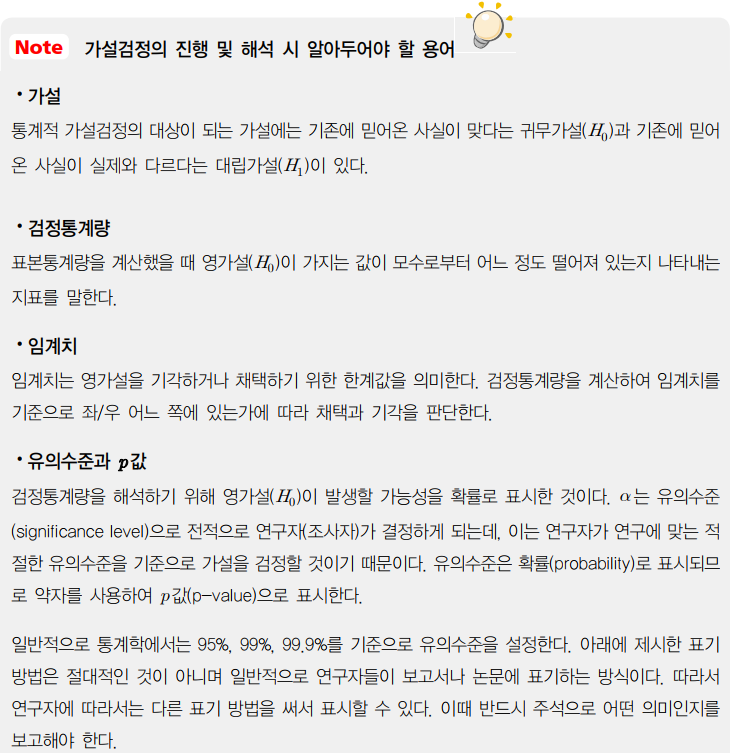 Note 가설검정의 진행 및 해석 시 알아두어야 할 용어
・가설
통계적 가설검정의 대상이 되는 가설에는 기존에 믿어온 사실이 맞다는 귀무가설(H₀)과 기존에 믿어
온 사실이 실제와 다르다는 대립가설(H₁)이 있다.
・검정통계량
표본통계량을 계산했을 때 영가설(H₀)이 가지는 값이 모수로부터 어느 정도 떨어져 있는지 나타내는
지표를 말한다.
・임계치
임계치는 영가설을 기각하거나 채택하기 위한 한계값을 의미한다. 검정통계량을 계산하여 임계치를
기준으로 좌/우 어느 쪽에 있는가에 따라 채택과 기각을 판단한다.
・유의수준과 p값
검정통계량을 해석하기 위해 영가설(H₀)이 발생할 가능성을 확률로 표시한 것이다. α는 유의수준
(significance level)으로 전적으로 연구자(조사자)가 결정하게 되는데, 이는 연구자가 연구에 맞는 적
절한 유의수준을 기준으로 가설을 검정할 것이기 때문이다. 유의수준은 확률(probability)로 표시되므
로 약자를 사용하여 p값(p-value)으로 표시한다.
일반적으로 통계학에서는 95%, 99%, 99.9%를 기준으로 유의수준을 설정한다. 아래에 제시한 표기
방법은 절대적인 것이 아니며 일반적으로 연구자들이 보고서나 논문에 표기하는 방식이다. 따라서
연구자에 따라서는 다른 표기 방법을 써서 표시할 수 있다. 이때 반드시 주석으로 어떤 의미인지를
보고해야 한다.